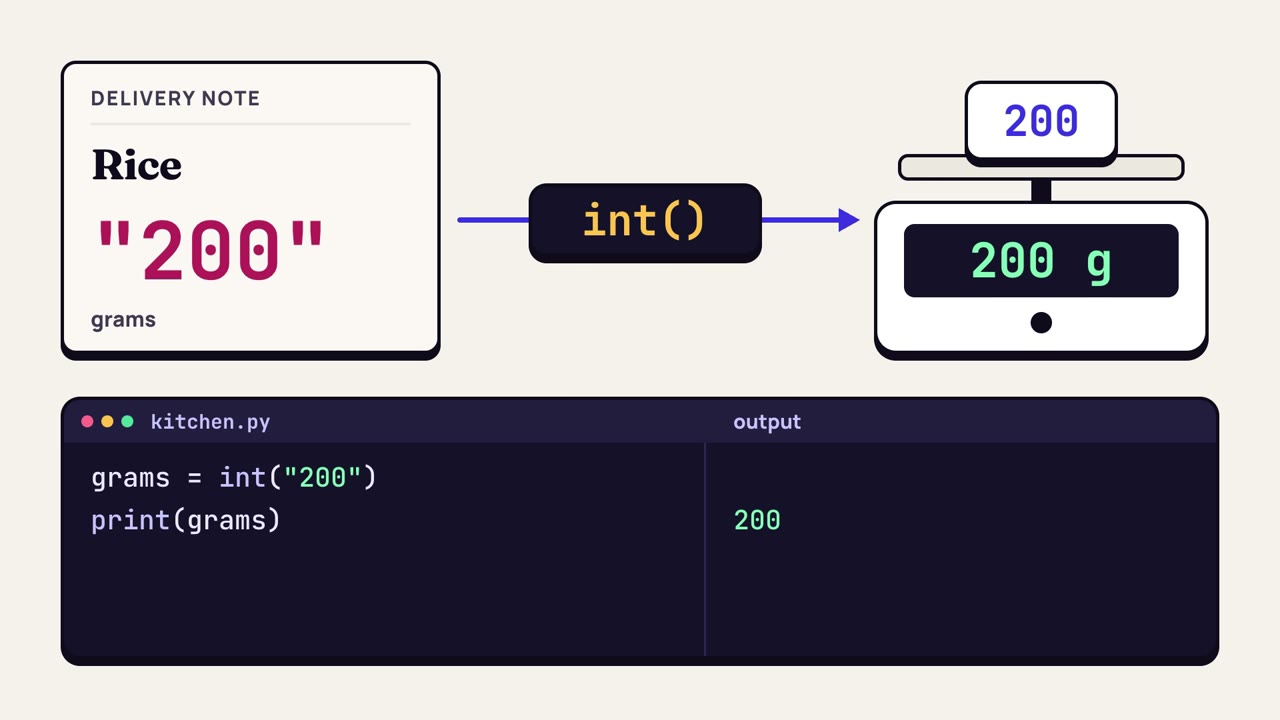 DELIVERY NOTE
Rice
"200"
grams
int()
200
200 g
kitchen.py
output
grams = int("200")
print(grams)
200